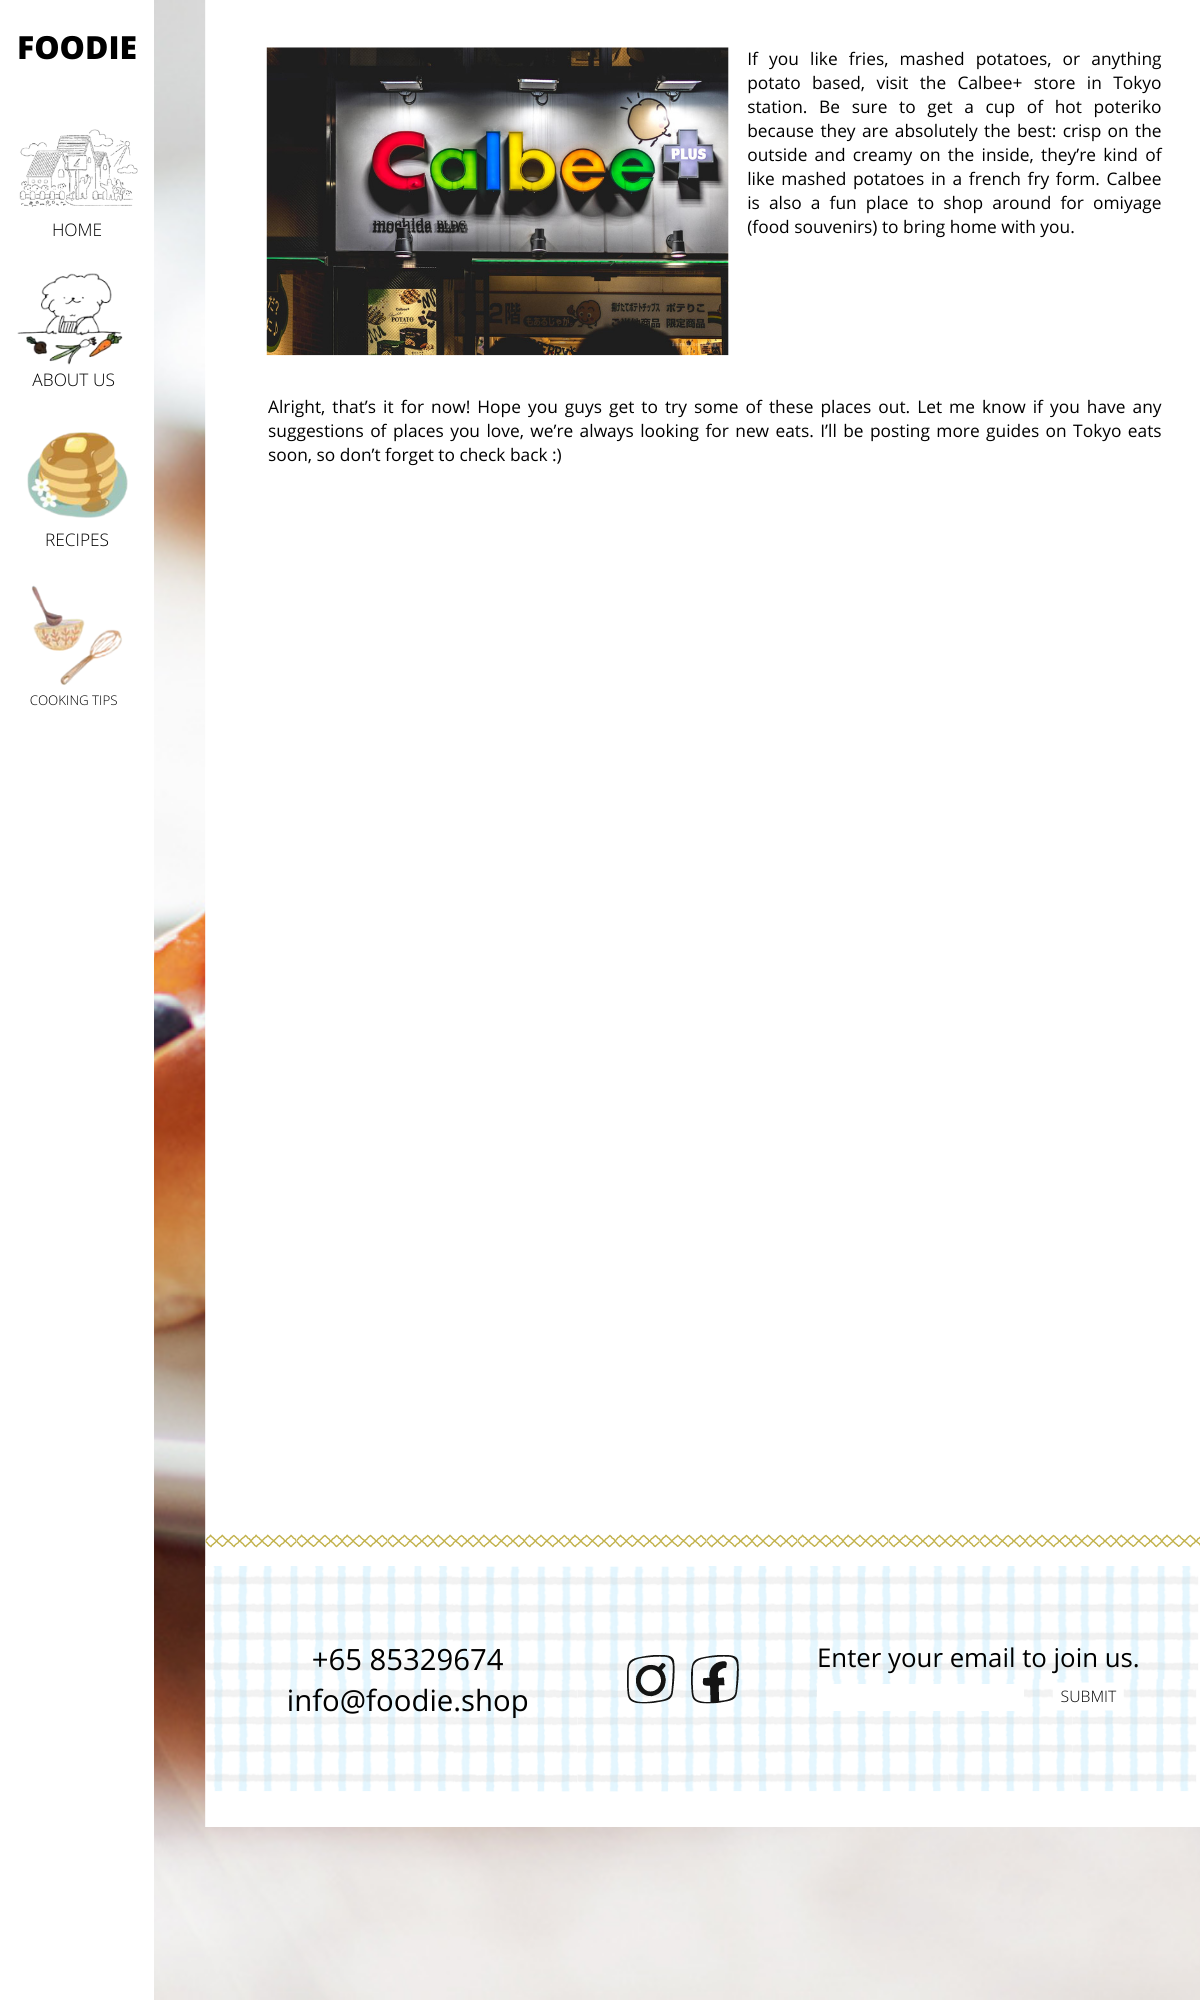 FOODIE
HOME
ABOUT US
RECIPES
COOKING TIPS
Calbee
PLUS
mochida
POTATO
2階
ポテりこ
限定商品
If you like fries, mashed potatoes, or anything
potato based, visit the Calbee+ store in Tokyo
station. Be sure to get a cup of hot poteriko
because they are absolutely the best: crisp on the
outside and creamy on the inside, they’re kind of
like mashed potatoes in a french fry form. Calbee
is also a fun place to shop around for omiyage
(food souvenirs) to bring home with you.
Alright, that’s it for now! Hope you guys get to try some of these places out. Let me know if you have any
suggestions of places you love, we’re always looking for new eats. I’ll be posting more guides on Tokyo eats
soon, so don’t forget to check back :)
+65 85329674
info@foodie.shop
Enter your email to join us.
SUBMIT